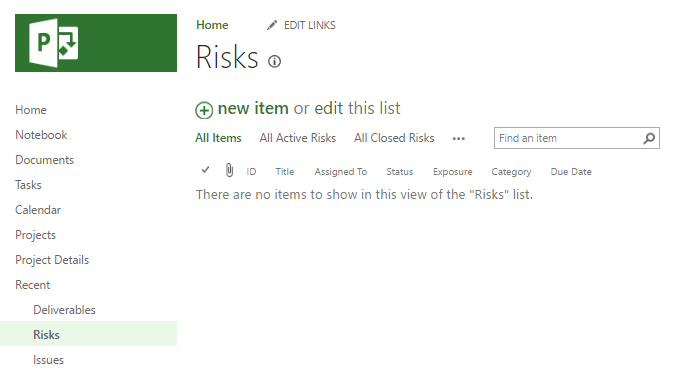 P
Home EDIT LINKS
Risks
Home
Notebook
Documents
Tasks
Calendar
Projects
Project Details
Recent
Deliverables
Risks
Issues
new item or edit this list
All Items All Active Risks All Closed Risks ••• Find an item
ID Title Assigned To Status Exposure Category Due Date
There are no items to show in this view of the "Risks" list.